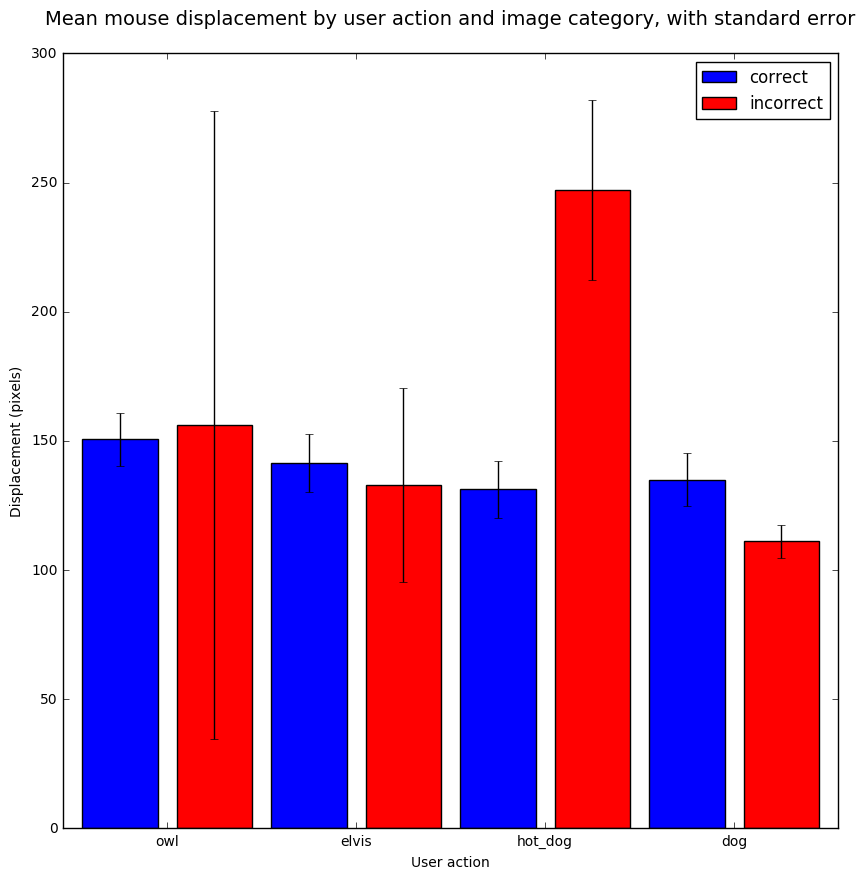 Mean mouse displacement by user action and image category, with standard error
correct
incorrect
300
250
200
150
100
50
0
Displacement (pixels)
owl elvis hot_dog dog
User action